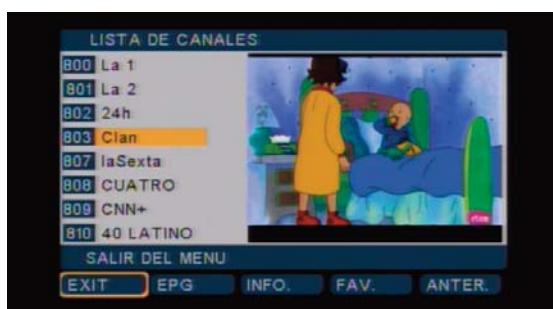 LISTA DE CANALES
800 La 1
801 La 2
802 24h
803 Clan
807 laSexta
808 CUATRO
809 CNN+
810 40 LATINO
SALIR DEL MENU
EXIT EPG INFO. FAV. ANTER.